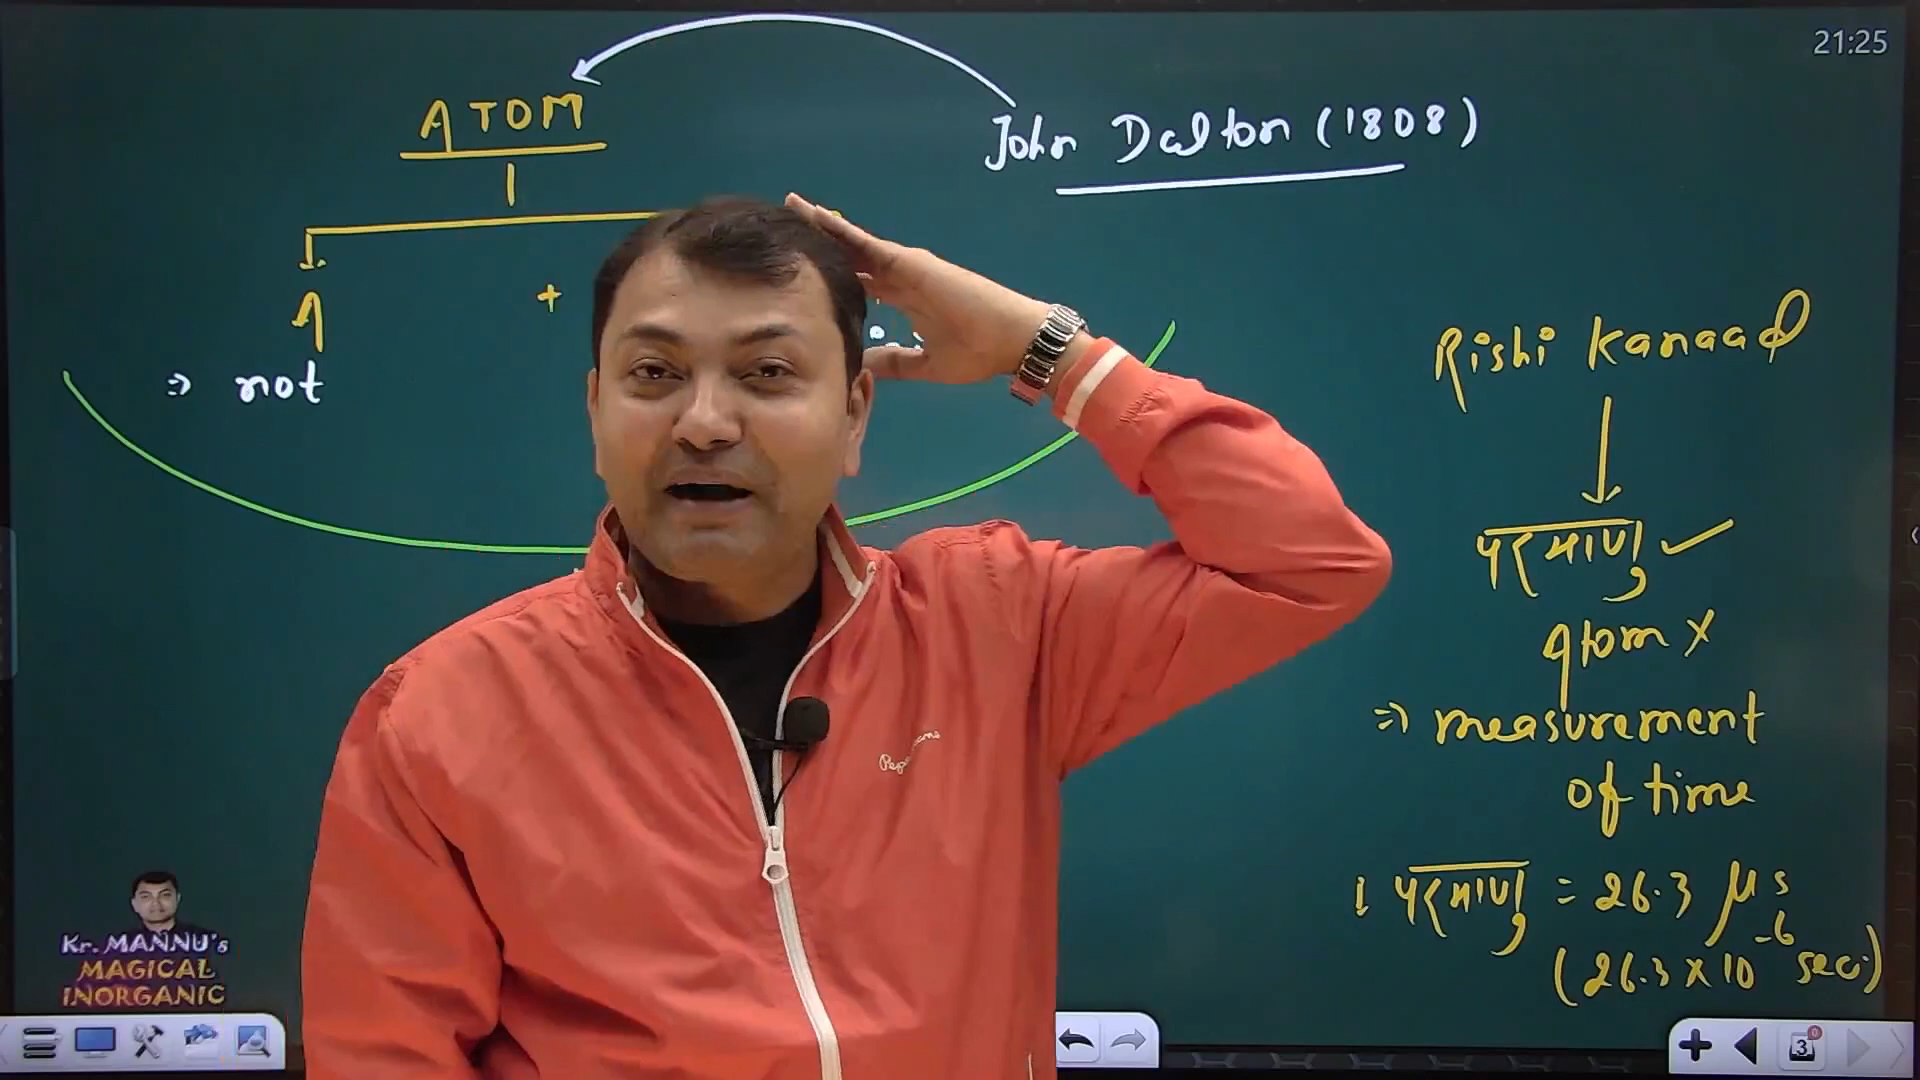 21:25
ATOM
John Dalton (1808)
A +
⇒ not
Rishi Kanaad
परमाणु ✓
Atom x
⇒ measurement
of time
1 परमाणु = 26.3 μs
(26.3 x 10⁻⁶ sec.)
Kr. MANNU's
MAGICAL
INORGANIC
3